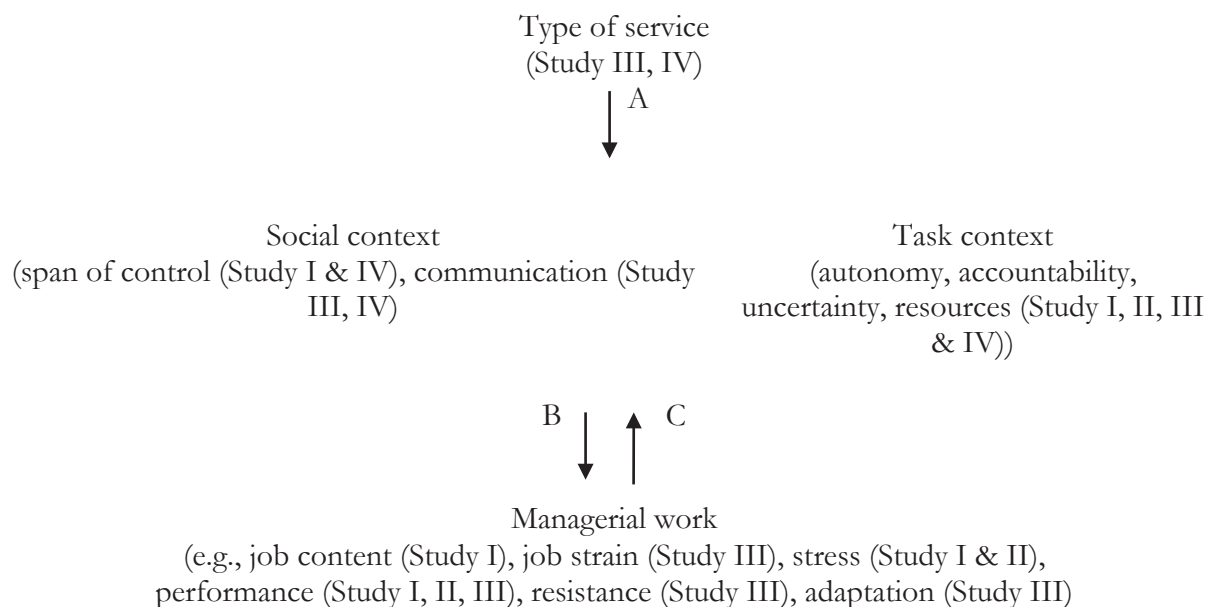 Type of service
(Study III, IV)
A
Social context
(span of control (Study I & IV), communication (Study
III, IV)
Task context
(autonomy, accountability,
uncertainty, resources (Study I, II, III
& IV))
B
C
Managerial work
(e.g., job content (Study I), job strain (Study III), stress (Study I & II),
performance (Study I, II, III), resistance (Study III), adaptation (Study III)